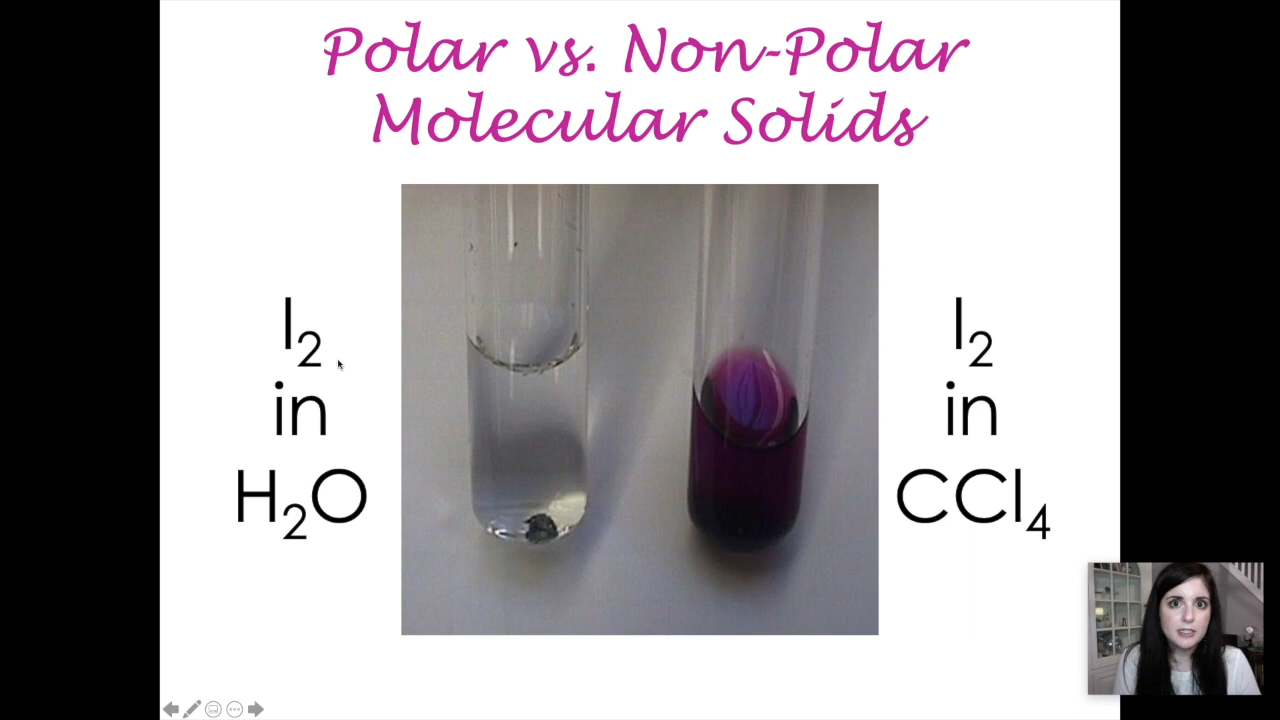 Polar vs. Non-Polar
Molecular Solids
I₂
in
H₂O
I₂
in
CCl₄